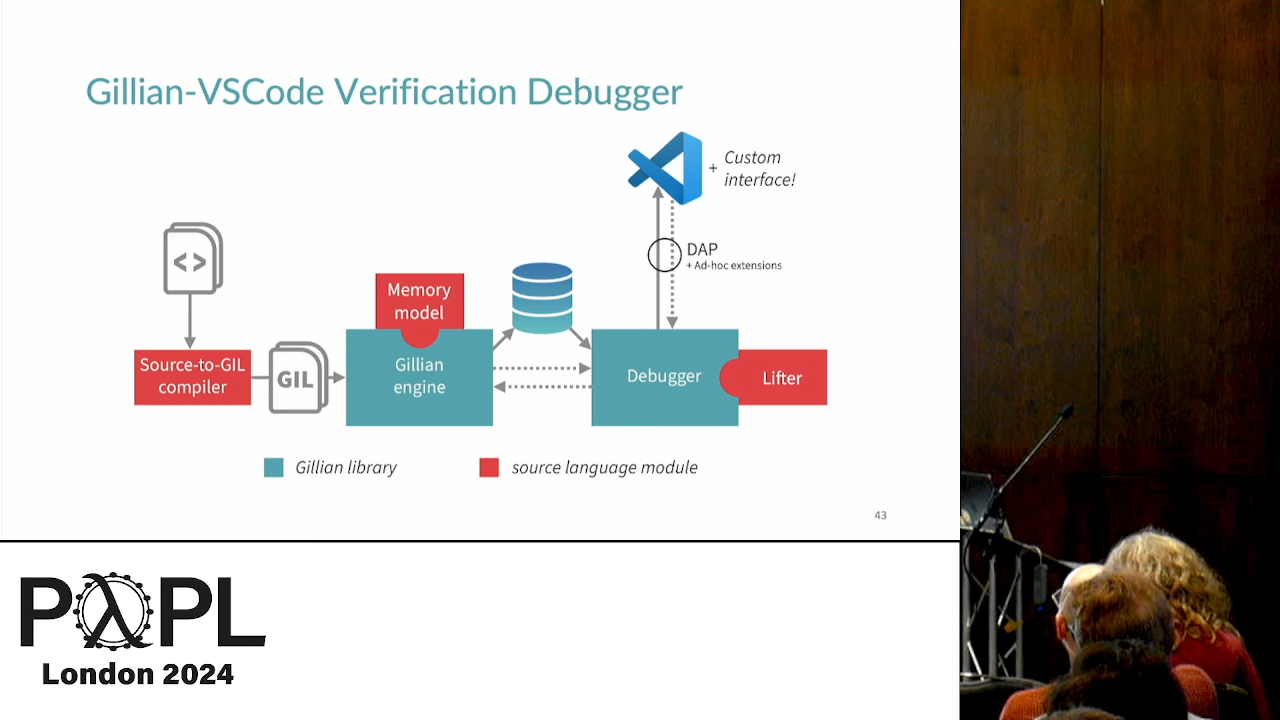 Gillian-VSCode Verification Debugger
+ Custom
interface!
DAP
+ Ad-hoc extensions
<>
Memory
model
Source-to-GIL
compiler
GIL
Gillian
engine
Debugger
Lifter
Gillian library
source language module
43
PλPL
London 2024